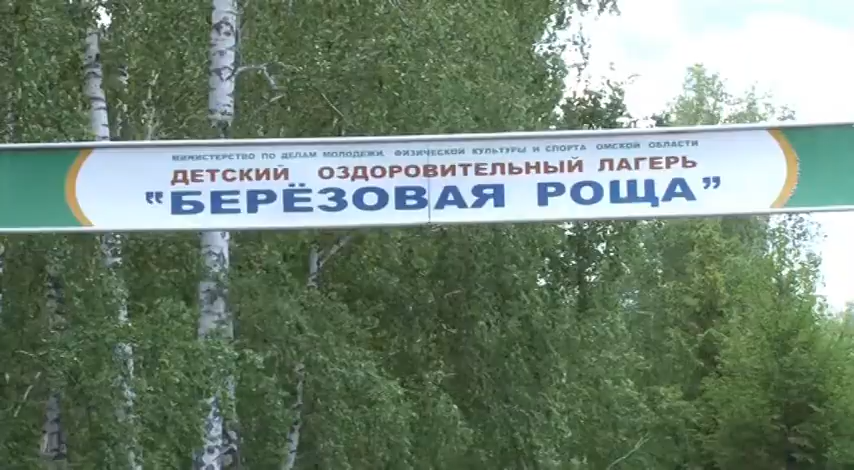 МИНИСТЕРСТВО ПО ДЕЛАМ МОЛОДЕЖИ, ФИЗИЧЕСКОЙ КУЛЬТУРЫ И СПОРТА ОМСКОЙ ОБЛАСТИ
ДЕТСКИЙ ОЗДОРОВИТЕЛЬНЫЙ ЛАГЕРЬ
"БЕРЁЗОВАЯ РОЩА"